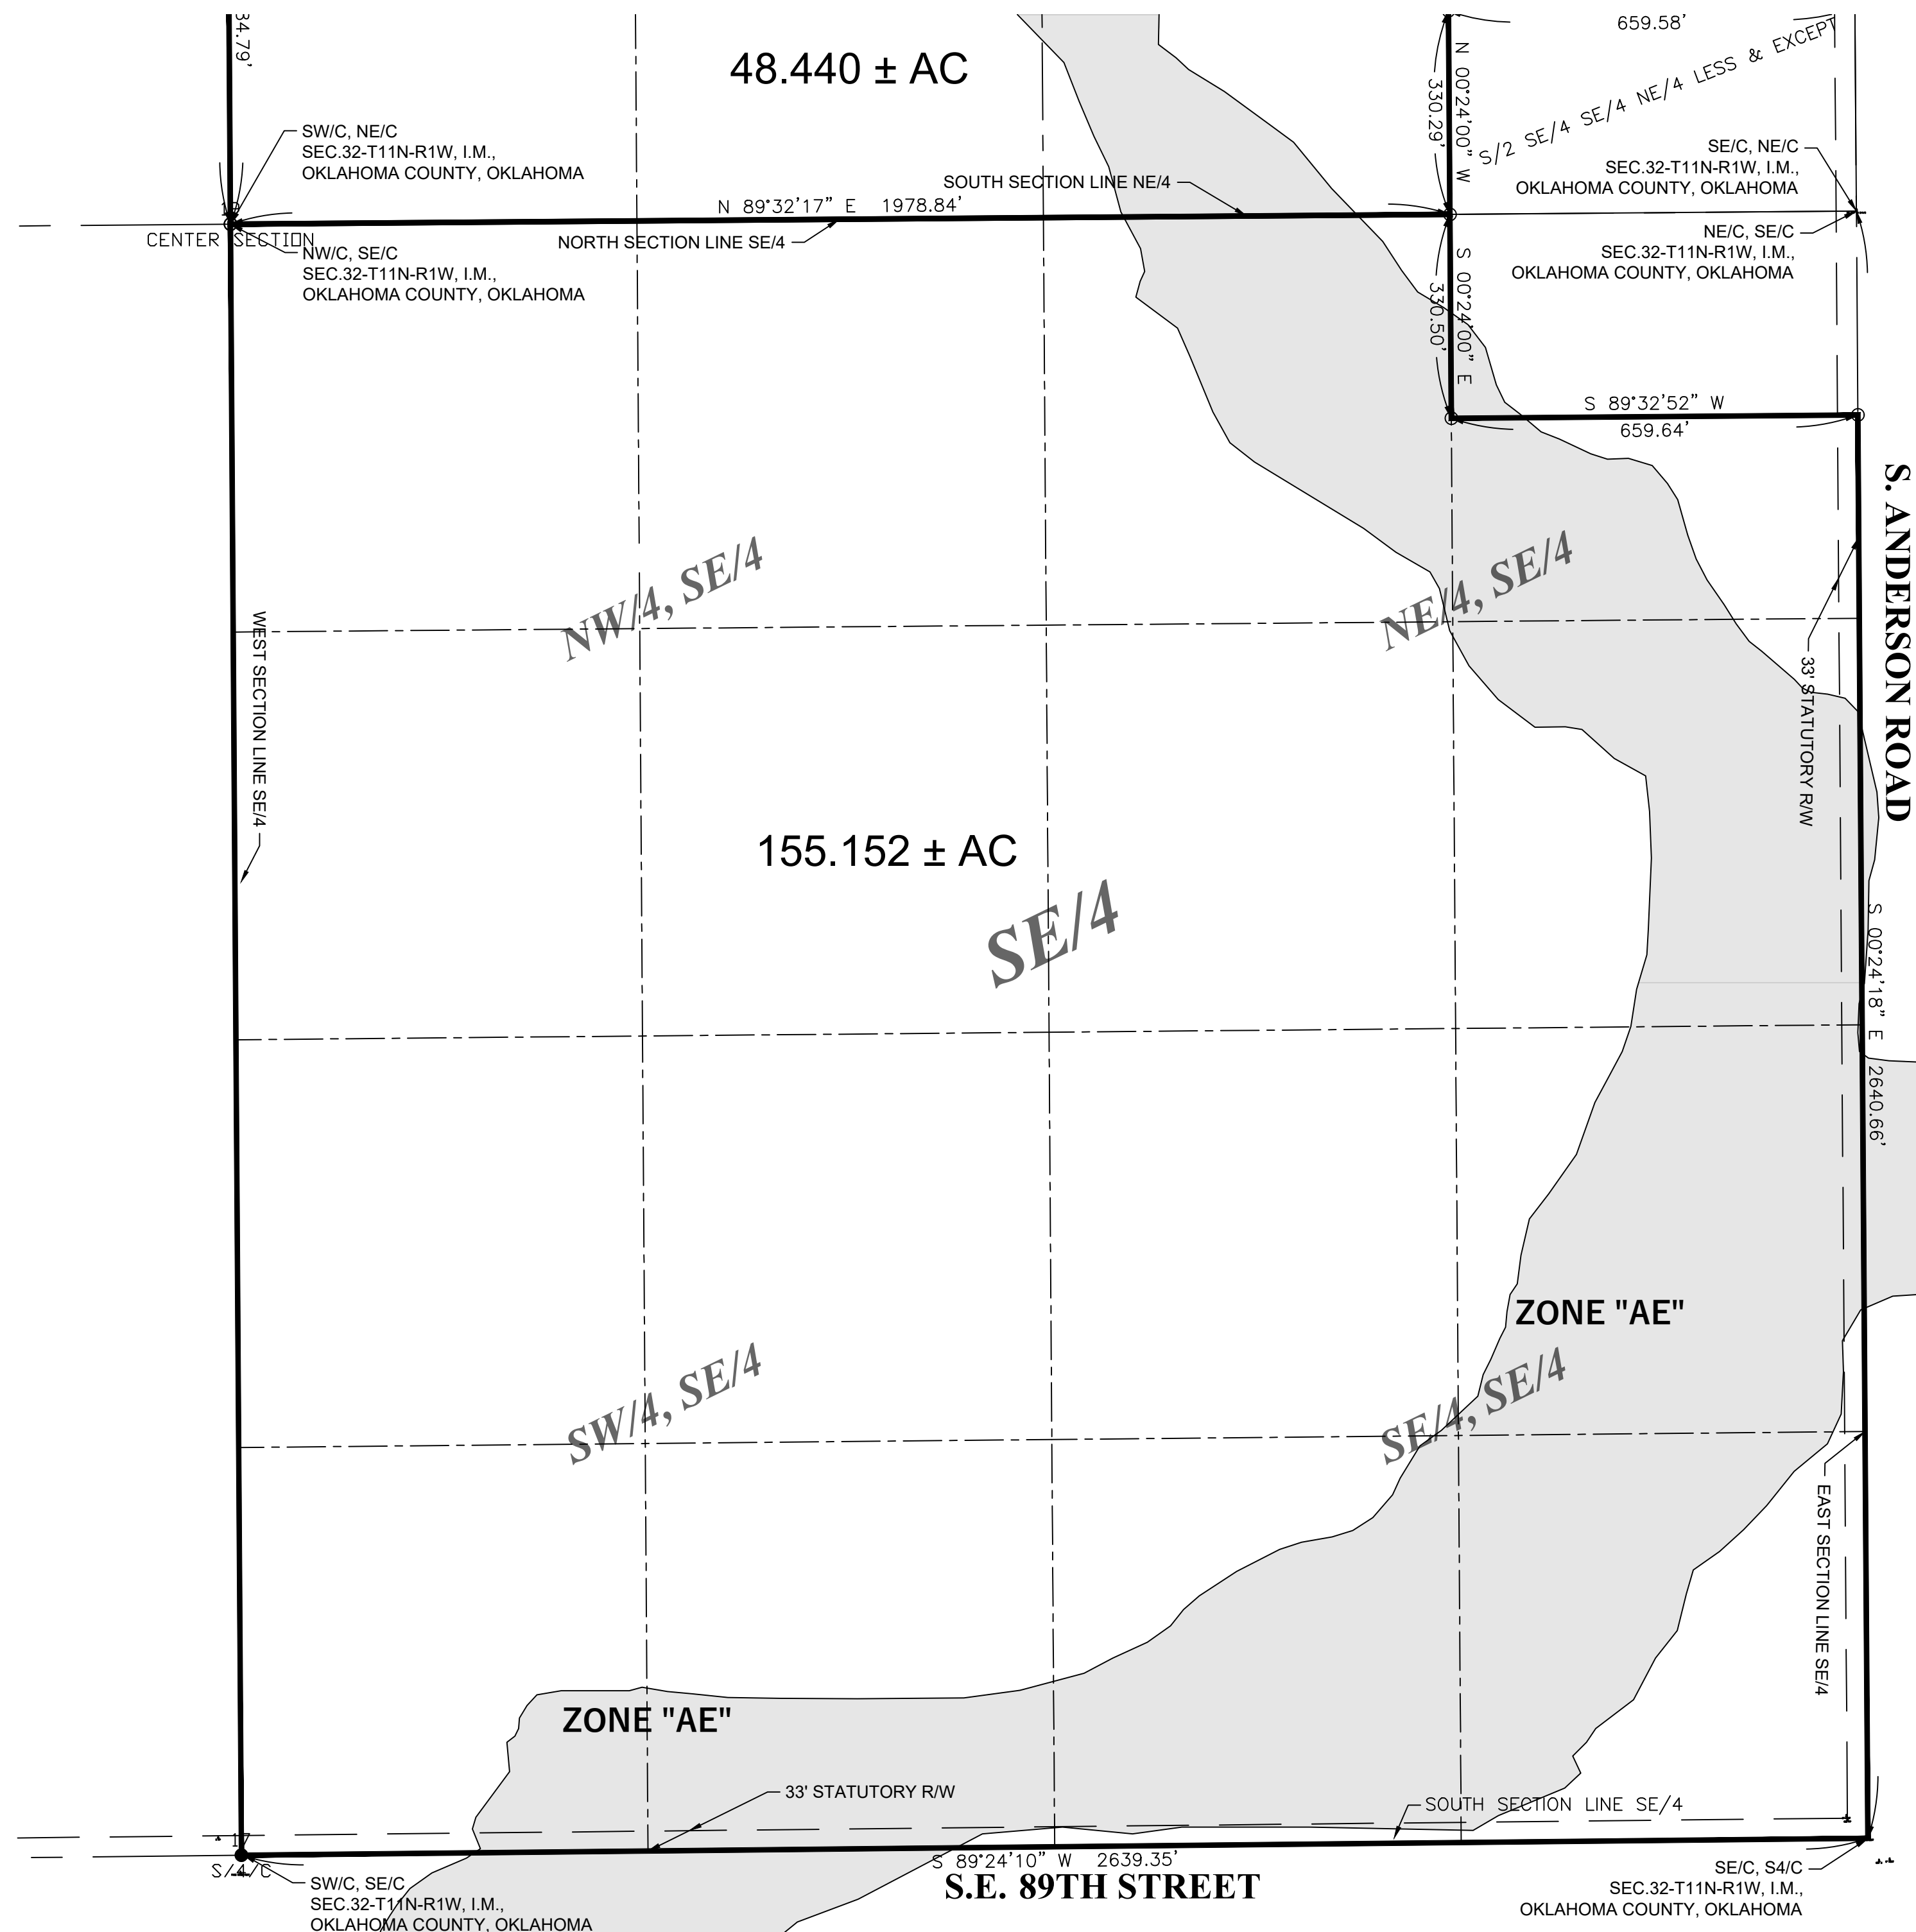 34.79'
48.440 ± AC
659.58'
S/2 SE/4 SE/4 NE/4 LESS & EXCEPT
N 00°24'00" W
330.29'
SW/C, NE/C
SEC.32-T11N-R1W, I.M.,
OKLAHOMA COUNTY, OKLAHOMA
SE/C, NE/C
SEC.32-T11N-R1W, I.M.,
OKLAHOMA COUNTY, OKLAHOMA
SOUTH SECTION LINE NE/4
N 89°32'17" E 1978.84'
CENTER SECTION
NORTH SECTION LINE SE/4
NW/C, SE/C
SEC.32-T11N-R1W, I.M.,
OKLAHOMA COUNTY, OKLAHOMA
NE/C, SE/C
SEC.32-T11N-R1W, I.M.,
OKLAHOMA COUNTY, OKLAHOMA
S 00°24'00" E
330.50'
S 89°32'52" W
659.64'
S. ANDERSON ROAD
NW/4, SE/4
NE/4, SE/4
WEST SECTION LINE SE/4
33' STATUTORY R/W
155.152 ± AC
SE/4
S 00°24'18" E 2640.66'
ZONE "AE"
SW/4, SE/4
SE/4, SE/4
EAST SECTION LINE SE/4
ZONE "AE"
33' STATUTORY R/W
SOUTH SECTION LINE SE/4
17
S/4/C
S 89°24'10" W 2639.35'
S.E. 89TH STREET
SW/C, SE/C
SEC.32-T11N-R1W, I.M.,
OKLAHOMA COUNTY, OKLAHOMA
SE/C, S4/C
SEC.32-T11N-R1W, I.M.,
OKLAHOMA COUNTY, OKLAHOMA